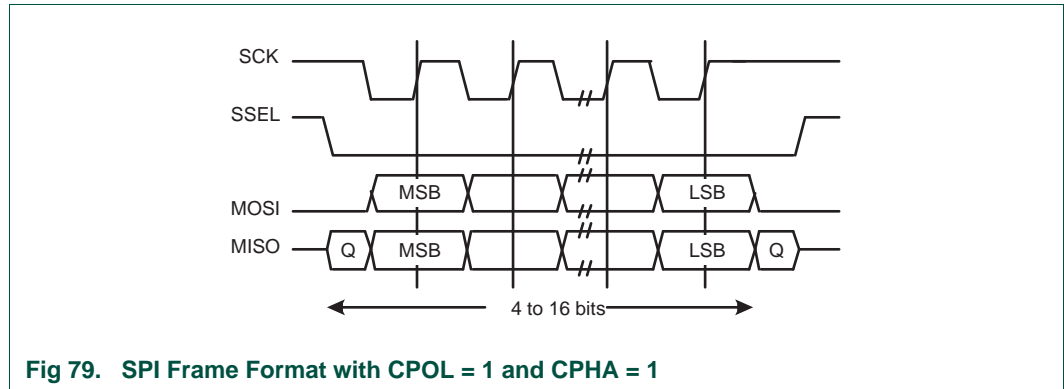 SCK
SSEL
MOSI MSB LSB
MISO Q MSB LSB Q
4 to 16 bits
Fig 79. SPI Frame Format with CPOL = 1 and CPHA = 1